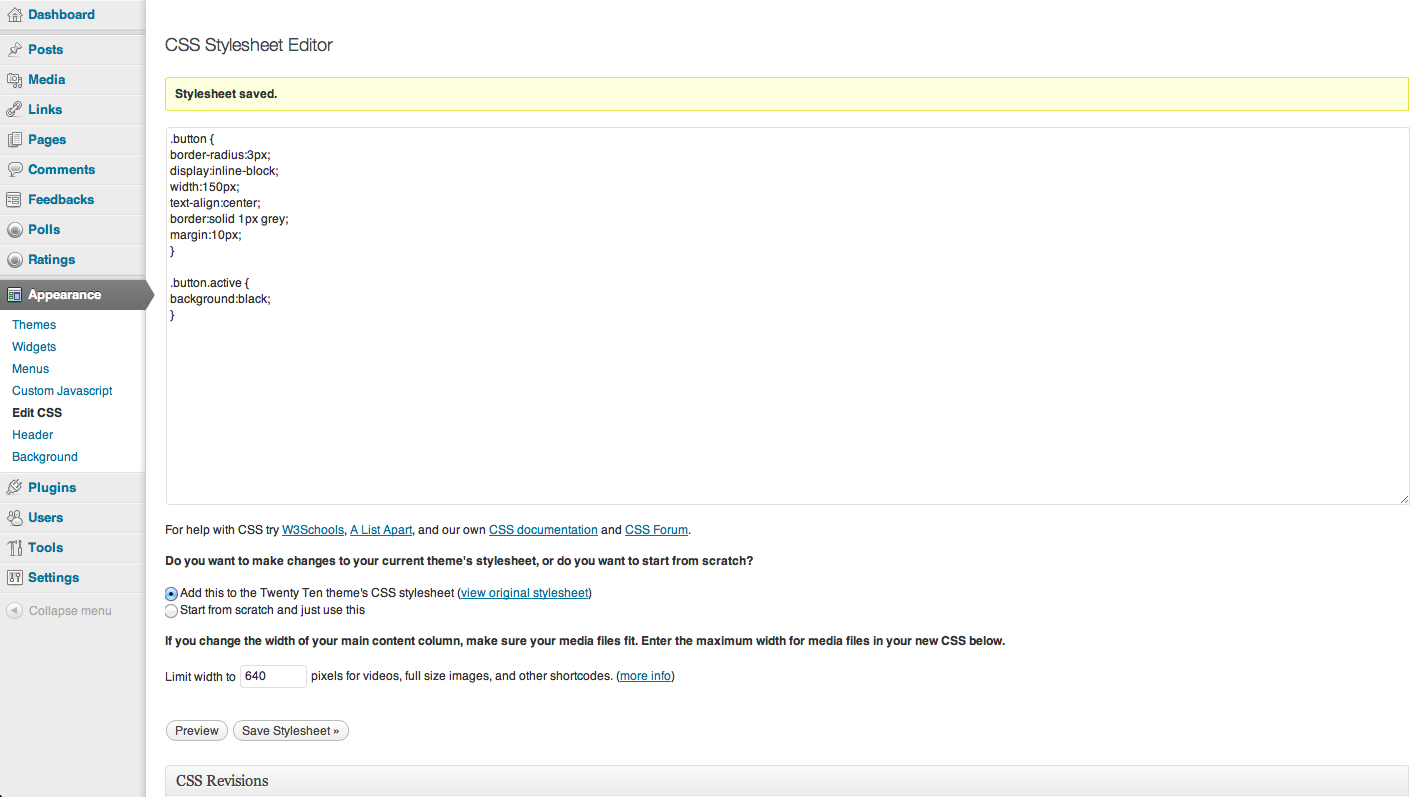 Dashboard
Posts
Media
Links
Pages
Comments
Feedbacks
Polls
Ratings
Appearance
Themes
Widgets
Menus
Custom Javascript
Edit CSS
Header
Background
Plugins
Users
Tools
Settings
Collapse menu
CSS Stylesheet Editor
Stylesheet saved.
.button {
border-radius:3px;
display:inline-block;
width:150px;
text-align:center;
border:solid 1px grey;
margin:10px;
}
.button.active {
background:black;
}
For help with CSS try W3Schools, A List Apart, and our own CSS documentation and CSS Forum.
Do you want to make changes to your current theme's stylesheet, or do you want to start from scratch?
Add this to the Twenty Ten theme's CSS stylesheet (view original stylesheet)
Start from scratch and just use this
If you change the width of your main content column, make sure your media files fit. Enter the maximum width for media files in your new CSS below.
Limit width to 640 pixels for videos, full size images, and other shortcodes. (more info)
Preview Save Stylesheet »
CSS Revisions